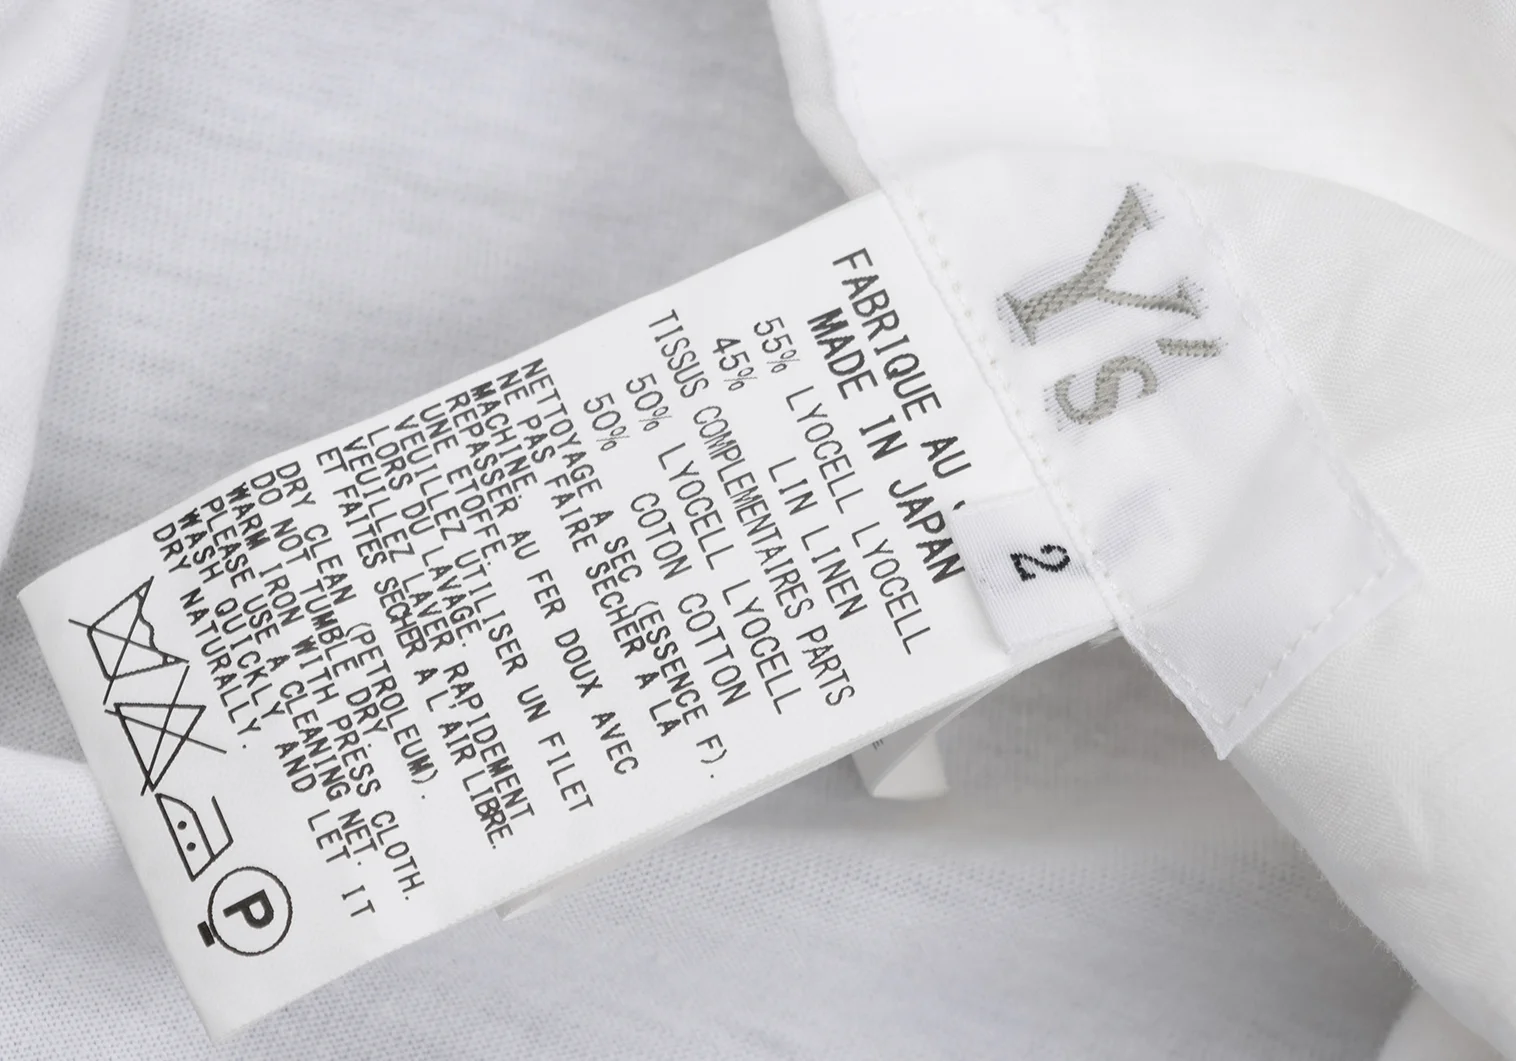 Y's
2
FABRIQUE AU
MADE IN JAPAN
55% LYOCELL LYOCELL
45% LIN LINEN
TISSUS COMPLEMENTAIRES PARTS
50% LYOCELL LYOCELL
50% COTON COTTON
NETTOYAGE A SEC (ESSENCE F).
NE PAS FAIRE SECHER A LA
MACHINE.
REPASSER AU FER DOUX AVEC
UNE ETOFFE.
VEUILLEZ UTILISER UN FILET
LORS DU LAVAGE.
VEUILLEZ LAVER RAPIDEMENT
ET FAITES SECHER A L'AIR LIBRE.
DRY CLEAN (PETROLEUM).
DO NOT TUMBLE DRY.
WARM IRON WITH PRESS CLOTH.
PLEASE USE A CLEANING NET.
WASH QUICKLY AND LET IT
DRY NATURALLY.
P